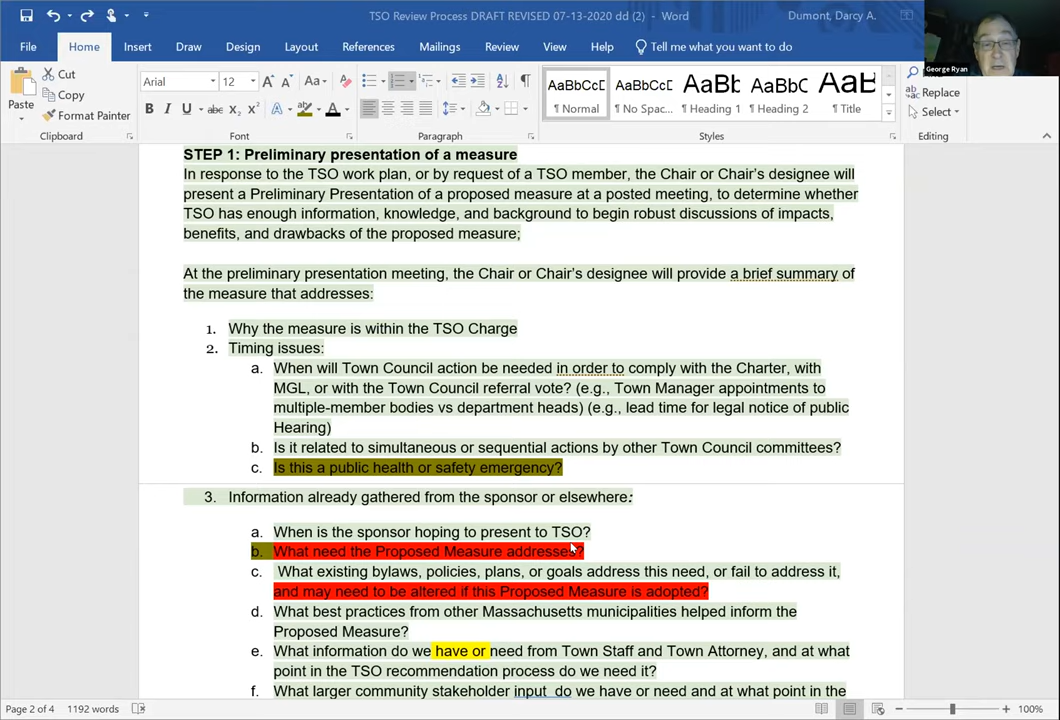 TSO Review Process DRAFT REVISED 07-13-2020 dd (2) - Word
Dumont, Darcy A.
File Home Insert Draw Design Layout References Mailings Review View Help Tell me what you want to do
George Ryan
Paste
Cut
Copy
Format Painter
Clipboard
Arial 12 A A Aa A
B I U abc X₂ X² A A
Font
Paragraph
AaBbCcD AaBbCcD AaBbC AaBbC AaBb
¶ Normal ¶ No Spac... Heading 1 Heading 2 Title
Styles
Replace
Select
Editing
STEP 1: Preliminary presentation of a measure
In response to the TSO work plan, or by request of a TSO member, the Chair or Chair's designee will
present a Preliminary Presentation of a proposed measure at a posted meeting, to determine whether
TSO has enough information, knowledge, and background to begin robust discussions of impacts,
benefits, and drawbacks of the proposed measure;
At the preliminary presentation meeting, the Chair or Chair's designee will provide a brief summary of
the measure that addresses:
1. Why the measure is within the TSO Charge
2. Timing issues:
a. When will Town Council action be needed in order to comply with the Charter, with
MGL, or with the Town Council referral vote? (e.g., Town Manager appointments to
multiple-member bodies vs department heads) (e.g., lead time for legal notice of public
Hearing)
b. Is it related to simultaneous or sequential actions by other Town Council committees?
c. Is this a public health or safety emergency?
3. Information already gathered from the sponsor or elsewhere:
a. When is the sponsor hoping to present to TSO?
b. What need the Proposed Measure addresses?
c. What existing bylaws, policies, plans, or goals address this need, or fail to address it,
and may need to be altered if this Proposed Measure is adopted?
d. What best practices from other Massachusetts municipalities helped inform the
Proposed Measure?
e. What information do we have or need from Town Staff and Town Attorney, and at what
point in the TSO recommendation process do we need it?
f. What larger community stakeholder input do we have or need and at what point in the
Page 2 of 4 1192 words
100%